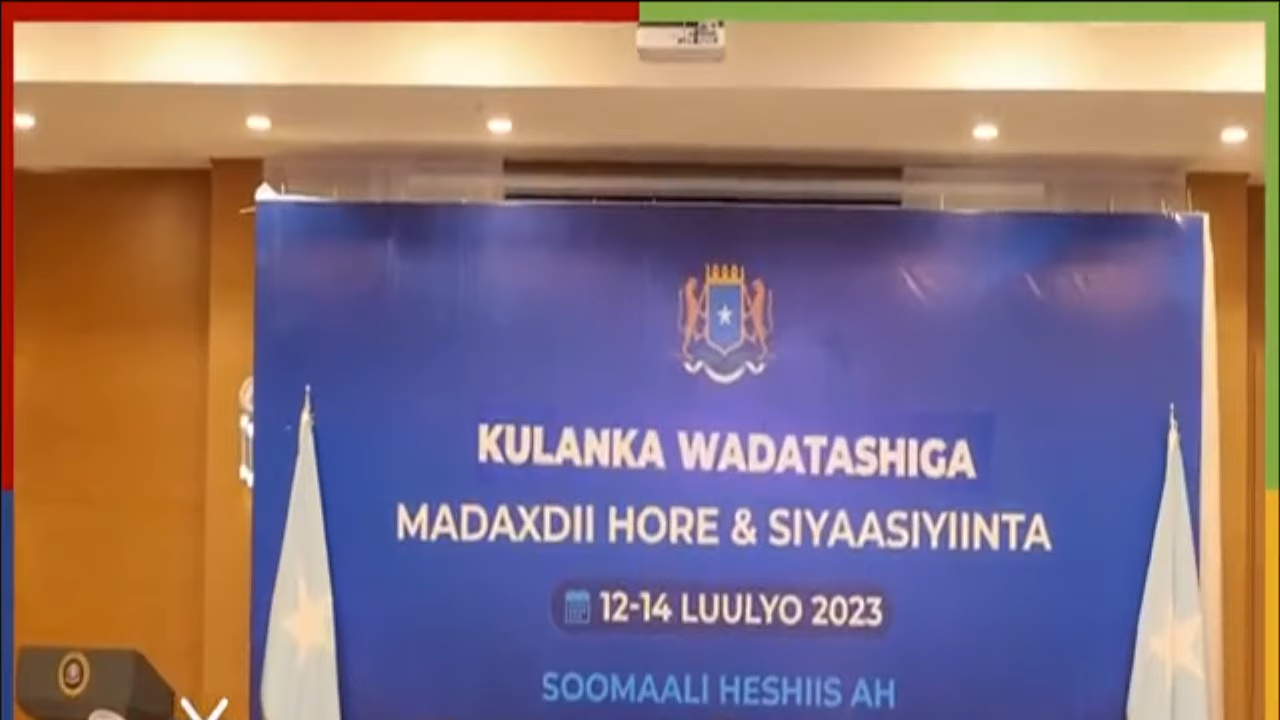 KULANKA WADATASHIGA
MADAXDII HORE & SIYAASIYIINTA
12-14 LUULYO 2023
SOOMAALI HESHIIS AH